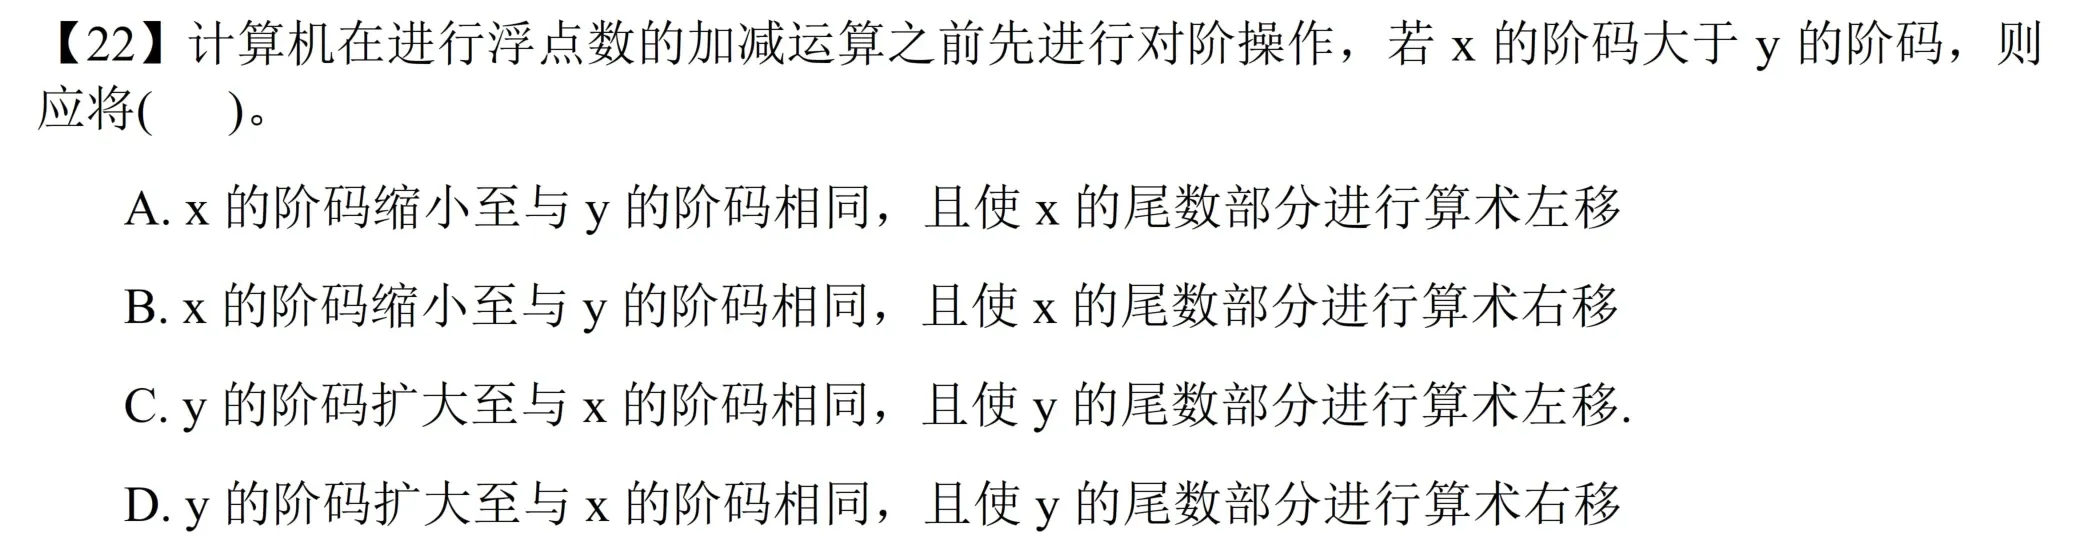 【22】计算机在进行浮点数的加减运算之前先进行对阶操作，若 x 的阶码大于 y 的阶码，则
应将(    )。
A. x 的阶码缩小至与 y 的阶码相同，且使 x 的尾数部分进行算术左移
B. x 的阶码缩小至与 y 的阶码相同，且使 x 的尾数部分进行算术右移
C. y 的阶码扩大至与 x 的阶码相同，且使 y 的尾数部分进行算术左移.
D. y 的阶码扩大至与 x 的阶码相同，且使 y 的尾数部分进行算术右移